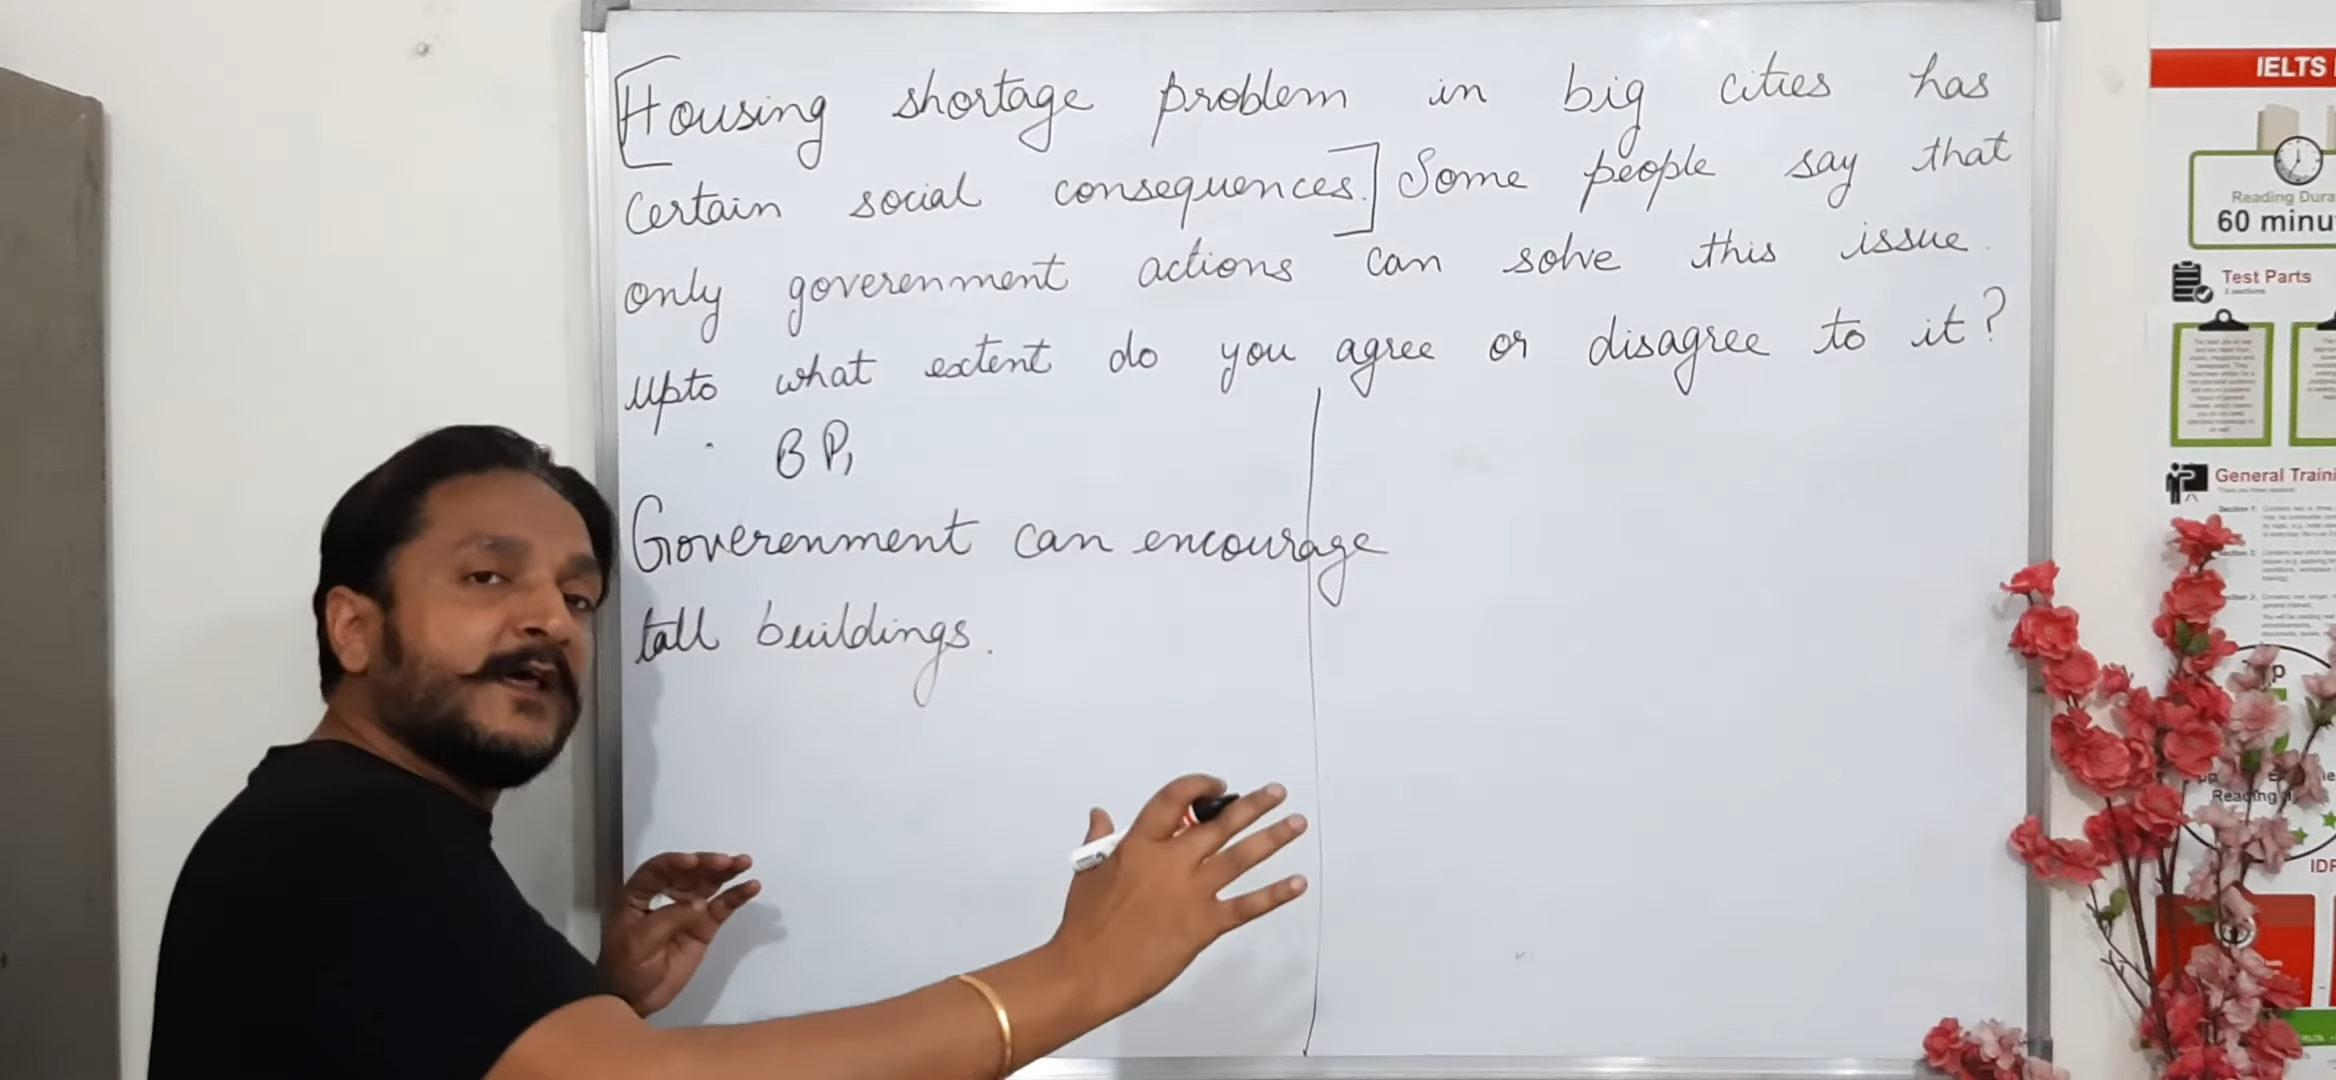 Housing shortage problem in big cities has
certain social consequences. Some people say that
only goverenment actions can solve this issue.
upto what extent do you agree or disagree to it?
BP1
Goverenment can encourage
tall buildings.
IELTS
Reading Dura
60 minu
Test Parts
General Traini
Reading
IDP